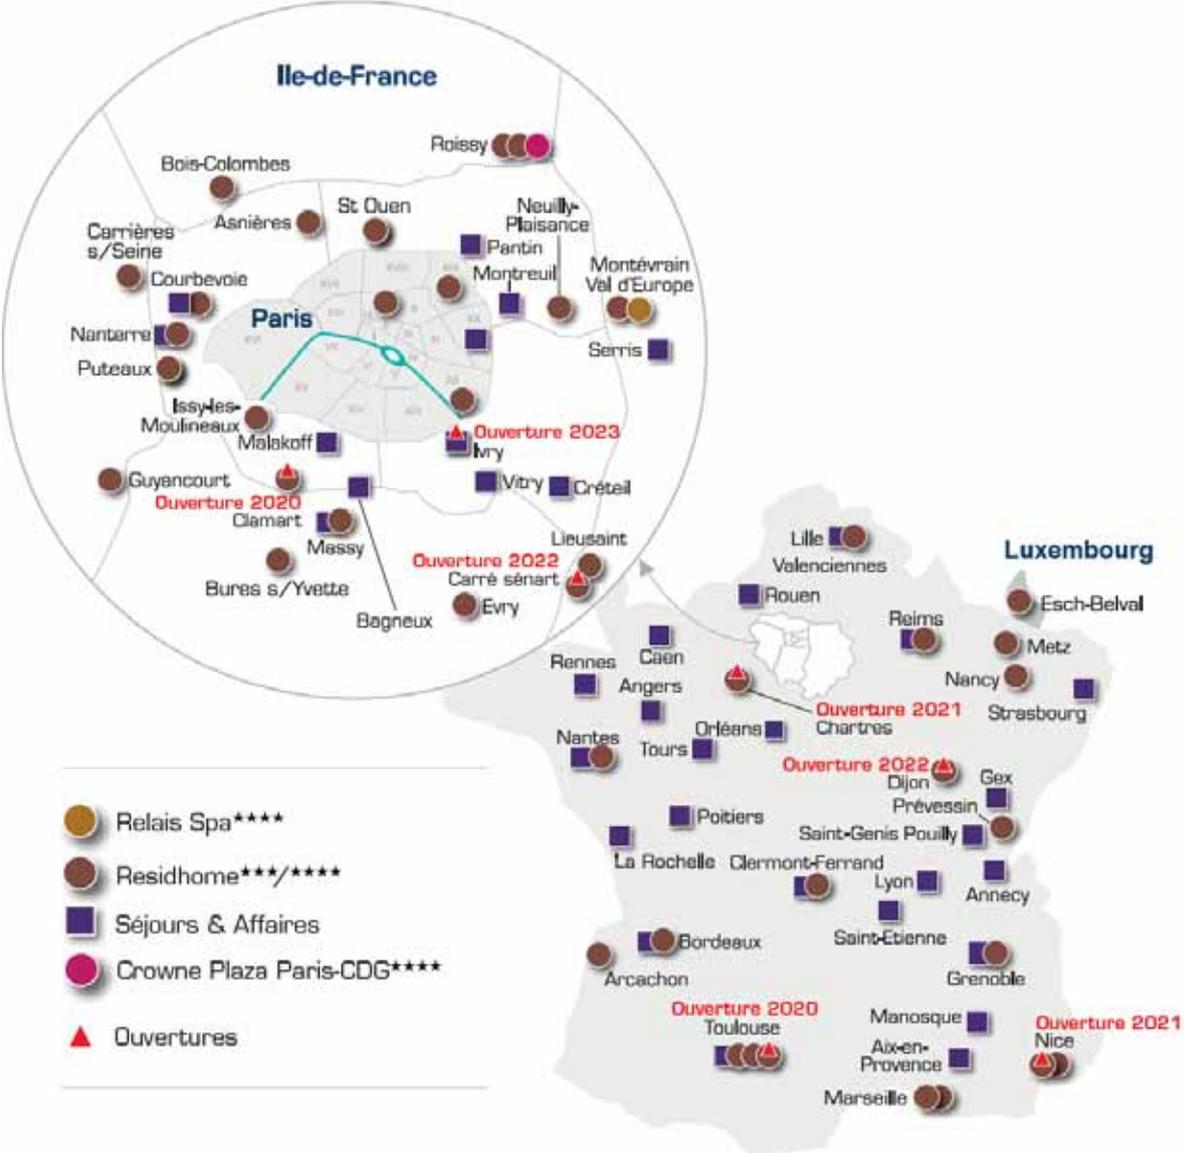 Ile-de-France
Roissy
Bois-Colombes
Asnières
St Ouen
Neuilly-
Plaisance
Carrières
s/Seine
Pantin
Courbevoie
Montreuil
Montévrain
Val d'Europe
Paris
Nanterre
Serris
Puteaux
Issy-les-
Moulineaux
Malakoff
Ouverture 2023
Ivry
Guyancourt
Vitry
Créteil
Ouverture 2020
Clamart
Massy
Lieusaint
Ouverture 2022
Carré sénart
Bures s/Yvette
Evry
Bagneux
Lille
Valenciennes
Luxembourg
Rouen
Esch-Belval
Reims
Caen
Metz
Rennes
Angers
Nancy
Strasbourg
Ouverture 2021
Chartres
Orléans
Nantes
Tours
Ouverture 2022
Dijon
Gex
Prévessin
Relais Spa****
Poitiers
Saint-Genis Pouilly
La Rochelle
Clermont-Ferrand
Residhome***/****
Lyon
Annecy
Séjours & Affaires
Saint-Etienne
Bordeaux
Crowne Plaza Paris-CDG****
Arcachon
Grenoble
Ouverture 2020
Toulouse
Manosque
Ouverture 2021
Nice
Ouvertures
Aix-en-
Provence
Marseille